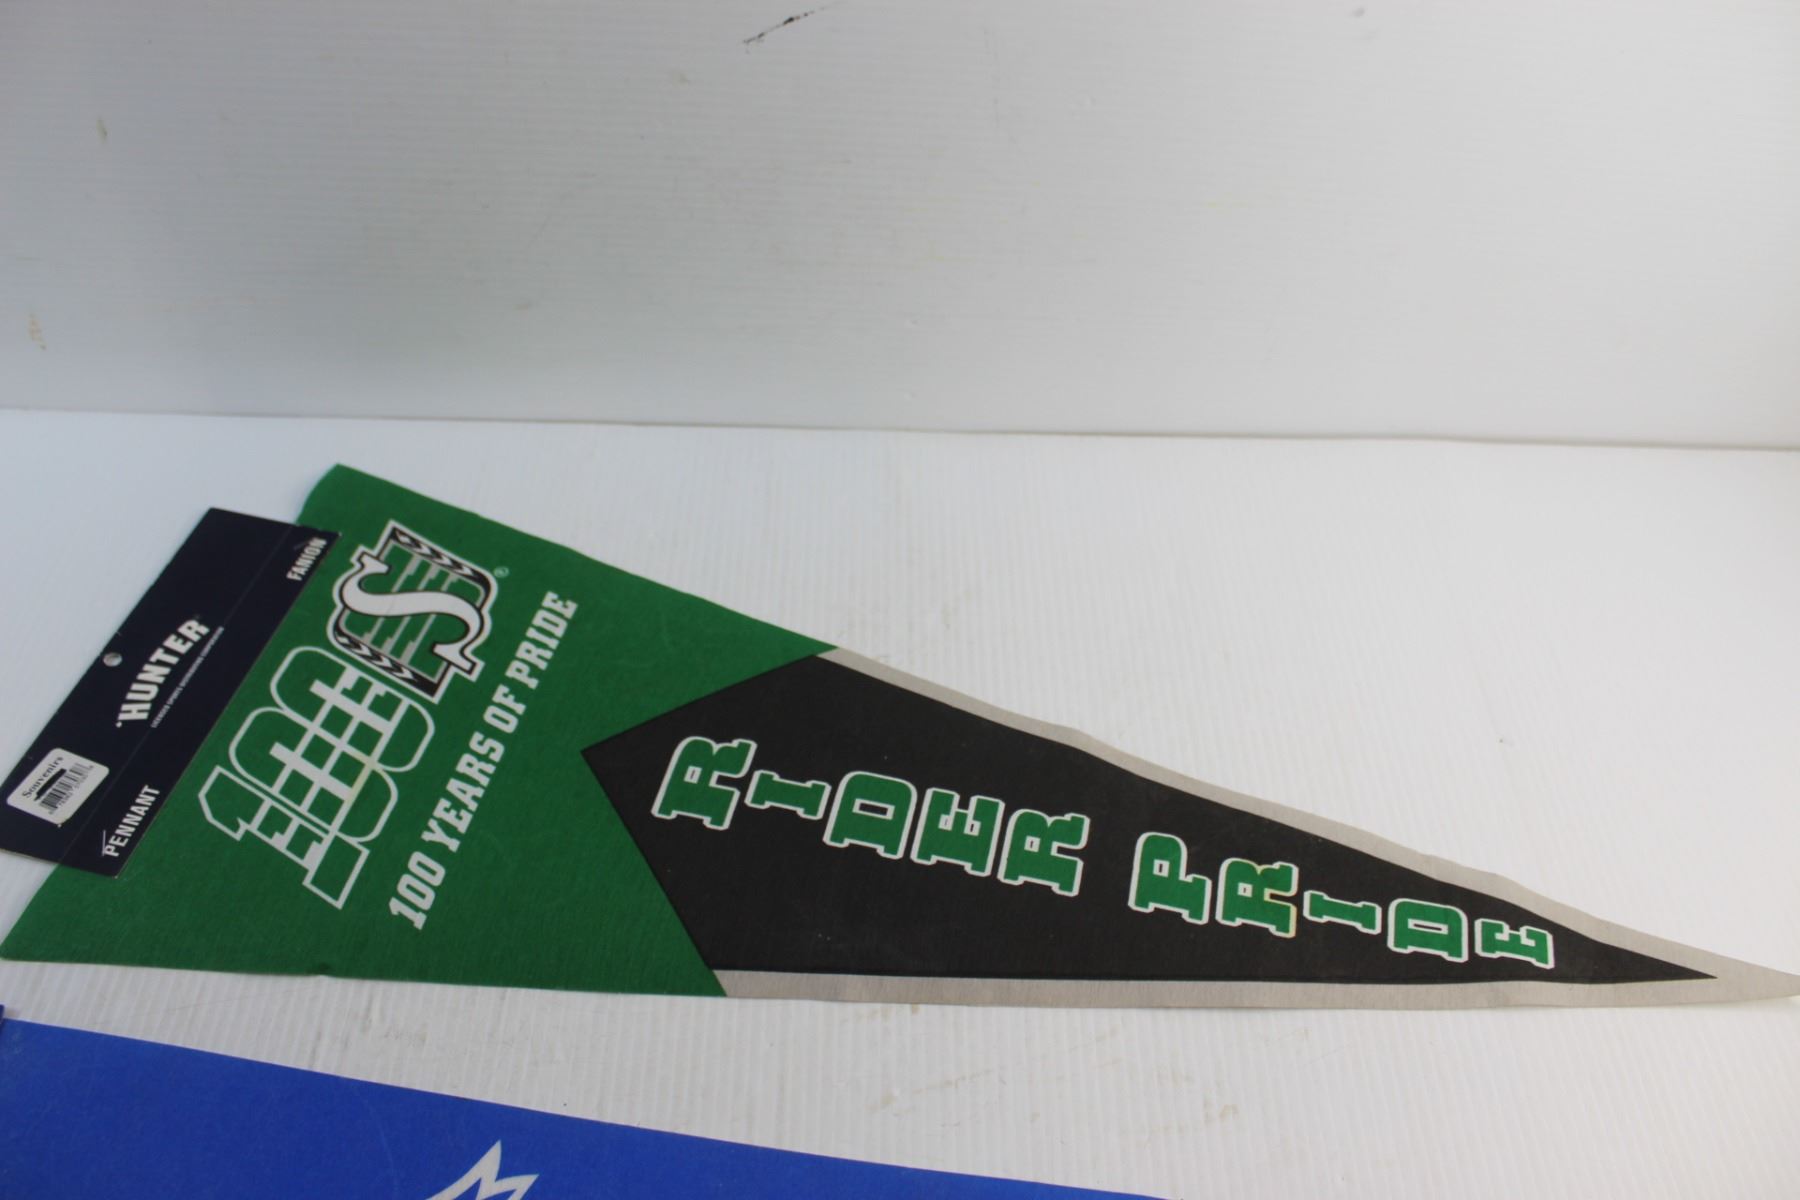 FANION
HUNTER
PENNANT
Souvenirs
100 S
100 YEARS OF PRIDE
RIDER PRIDE